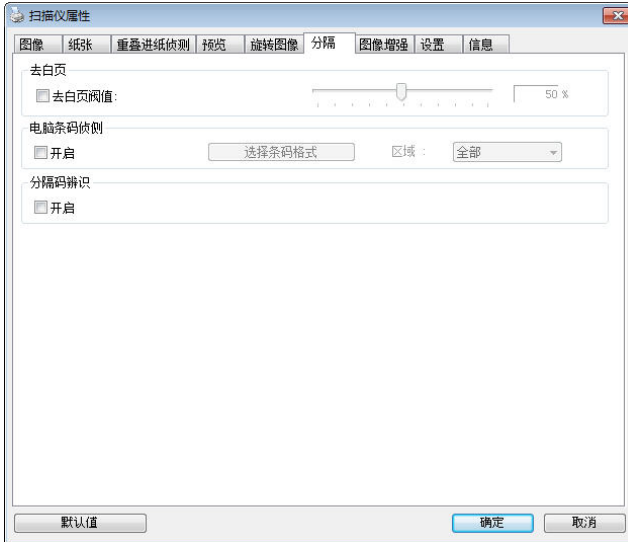 扫描仪属性
图像 纸张 重叠进纸侦测 预览 旋转图像 分隔 图像增强 设置 信息
去白页
去白页阀值: 50 %
电脑条码侦侧
开启 选择条码格式 区域 : 全部
分隔码辨识
开启
默认值 确定 取消